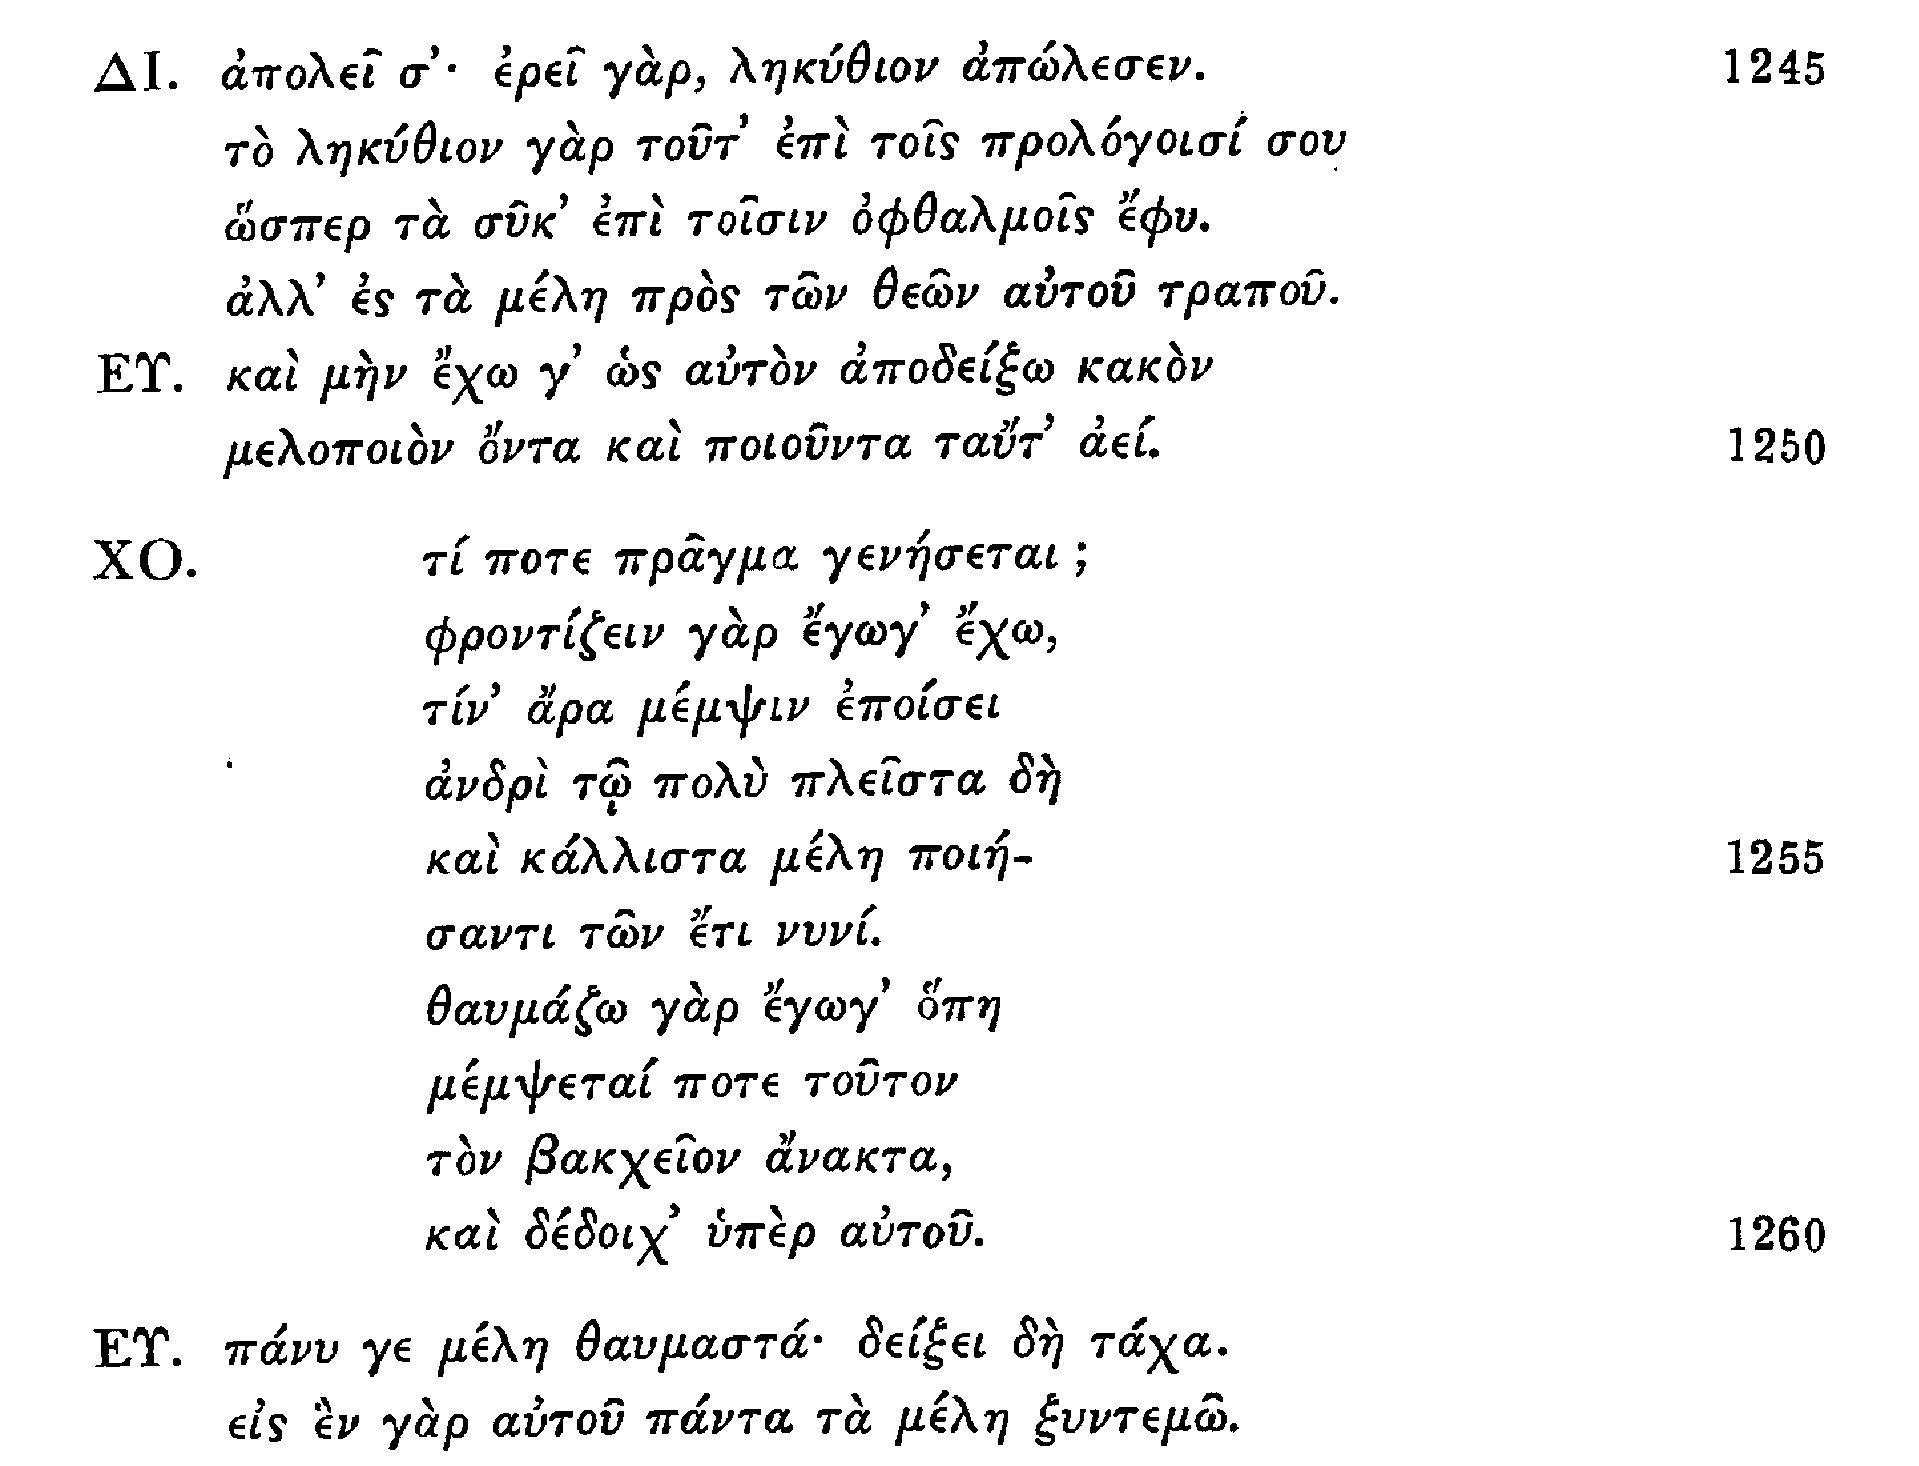 ΔΙ. ἀπολεῖ σ’· ἐρεῖ γὰρ, ληκύθιον ἀπώλεσεν. 1245
τὸ ληκύθιον γὰρ τοῦτ’ ἐπὶ τοῖς προλόγοισί σου
ὥσπερ τὰ σῦκ’ ἐπὶ τοῖσιν ὀφθαλμοῖς ἔφυ.
ἀλλ’ ἐς τὰ μέλη πρὸς τῶν θεῶν αὐτοῦ τραποῦ.
ΕΥ. καὶ μὴν ἔχω γ’ ὡς αὐτὸν ἀποδείξω κακὸν
μελοποιὸν ὄντα καὶ ποιοῦντα ταὔτ’ ἀεί. 1250
ΧΟ. τί ποτε πρᾶγμα γενήσεται ;
φροντίζειν γὰρ ἔγωγ’ ἔχω,
τίν’ ἄρα μέμψιν ἐποίσει
ἀνδρὶ τῷ πολὺ πλεῖστα δὴ
καὶ κάλλιστα μέλη ποιή- 1255
σαντι τῶν ἔτι νυνί.
θαυμάζω γὰρ ἔγωγ’ ὅπη
μέμψεταί ποτε τοῦτον
τὸν βακχεῖον ἄνακτα,
καὶ δέδοιχ’ ὑπὲρ αὐτοῦ. 1260
ΕΥ. πάνυ γε μέλη θαυμαστά· δείξει δὴ τάχα.
εἰς ἓν γὰρ αὐτοῦ πάντα τὰ μέλη ξυντεμῶ.